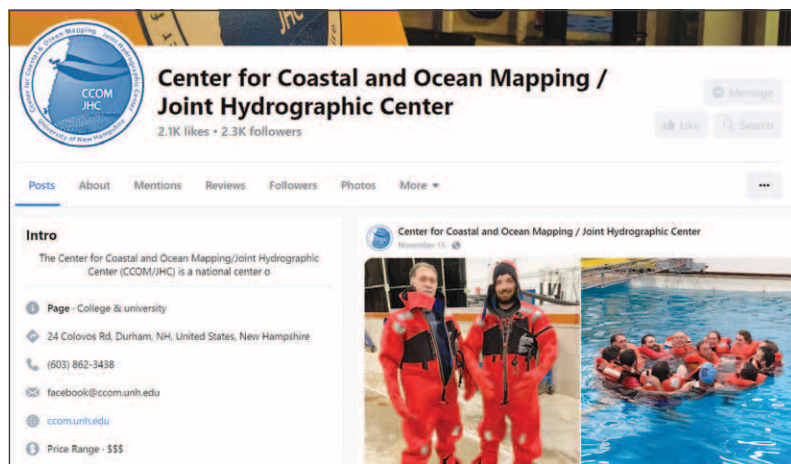 JHC
Center for Coastal & Ocean Mapping Joint Hydrographic Center
CCOM
JHC
University of New Hampshire
Center for Coastal and Ocean Mapping /
Joint Hydrographic Center
2.1K likes • 2.3K followers
Message
Like
Search
Posts
About
Mentions
Reviews
Followers
Photos
More
Intro
The Center for Coastal and Ocean Mapping/Joint Hydrographic
Center (CCOM/JHC) is a national center o
Page · College & university
24 Colovos Rd, Durham, NH, United States, New Hampshire
(603) 862-3438
facebook@ccom.unh.edu
ccom.unh.edu
Price Range · $$$
Center for Coastal and Ocean Mapping / Joint Hydrographic Center
November 16 ·